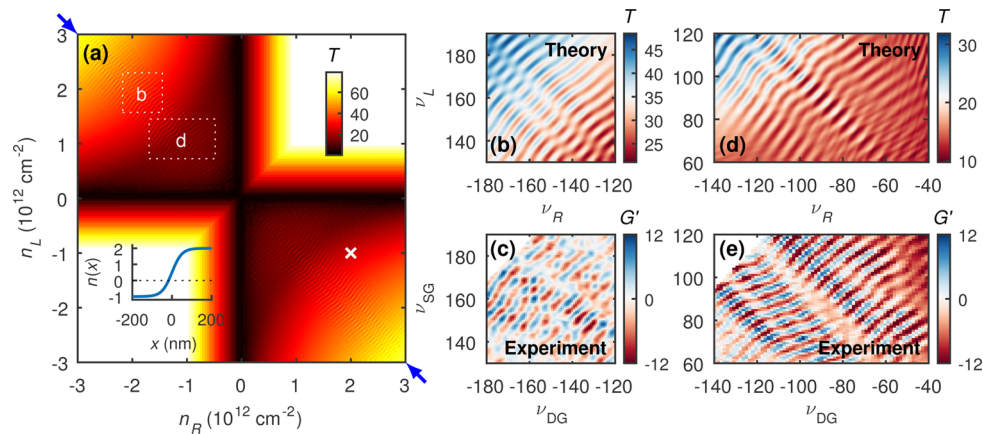 (a)
T
60
40
20
b
d
3
2
1
0
-1
-2
-3
n_L (10^12 cm^-2)
n(x)
2
1
0
-1
-200 0 200
x (nm)
-3 -2 -1 0 1 2 3
n_R (10^12 cm^-2)
T
Theory
(b)
180
160
140
ν_L
-180 -160 -140 -120
ν_R
45
40
35
30
25
T
Theory
(d)
120
100
80
60
-140 -120 -100 -80 -60 -40
ν_R
30
20
10
G'
(c)
Experiment
180
160
140
ν_SG
-180 -160 -140 -120
ν_DG
12
0
-12
G'
(e)
Experiment
120
100
80
60
-140 -120 -100 -80 -60 -40
ν_DG
12
0
-12